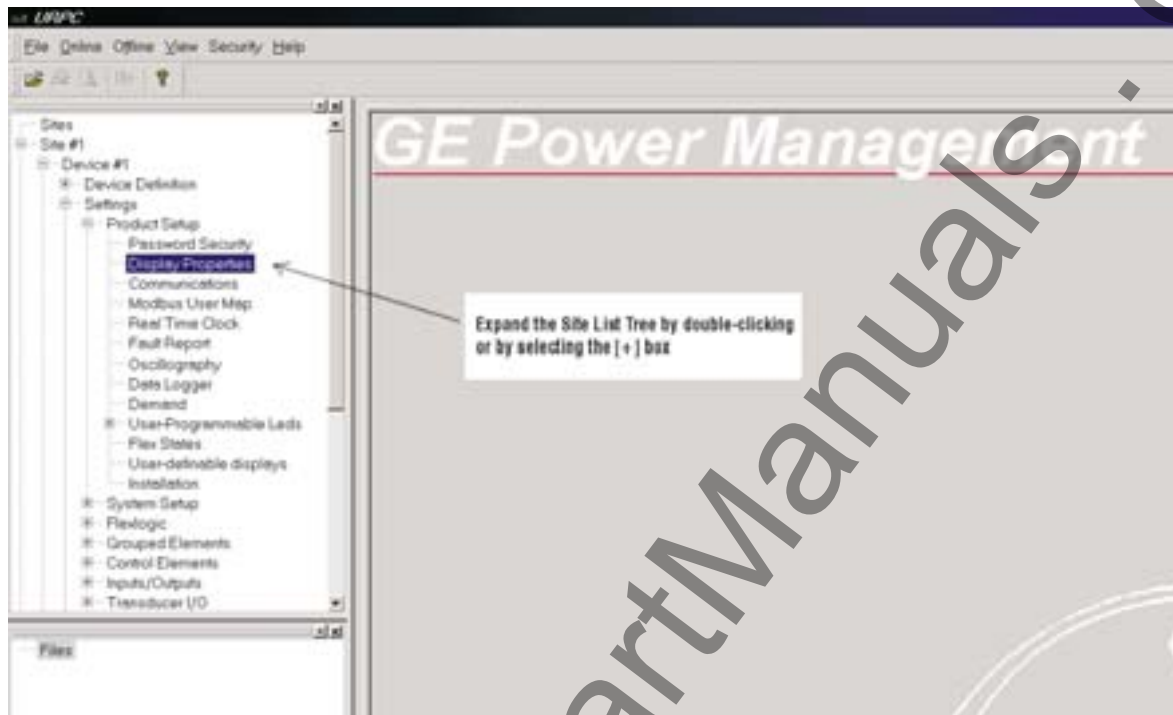 URPC
File Online Offline View Security Help
Sites
Site #1
Device #1
Device Definition
Settings
Product Setup
Password Security
Display Properties
Communications
Modbus User Map
Real Time Clock
Fault Report
Oscillography
Data Logger
Demand
User-Programmable Leds
Flex States
User-definable displays
Installation
System Setup
Flexlogic
Grouped Elements
Control Elements
Inputs/Outputs
Transducer I/O
Files
GE Power Management
Expand the Site List Tree by double-clicking
or by selecting the [+] box
artManuals.